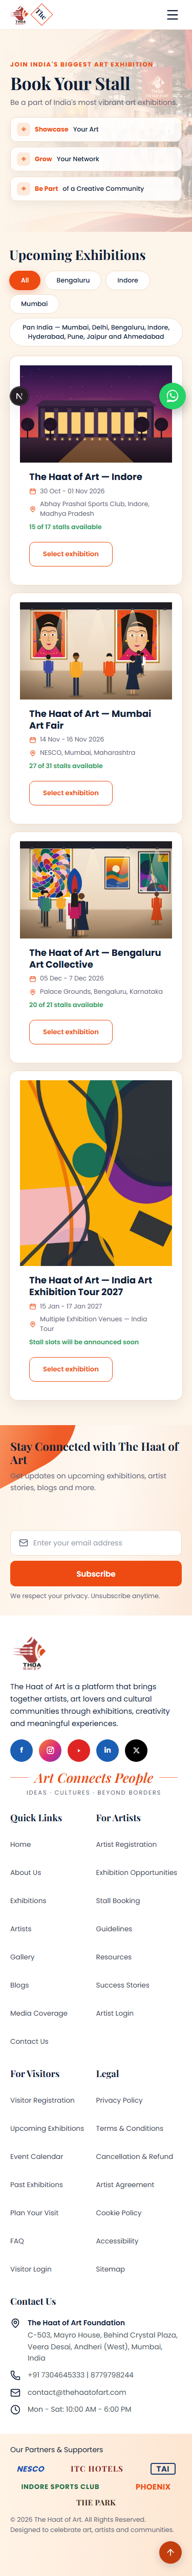 THOA
The
JOIN INDIA'S BIGGEST ART EXHIBITION
Book Your Stall
Be a part of India's most vibrant art exhibitions.
Showcase Your Art
Grow Your Network
Be Part of a Creative Community
Upcoming Exhibitions
All
Bengaluru
Indore
Mumbai
Pan India — Mumbai, Delhi, Bengaluru, Indore,
Hyderabad, Pune, Jaipur and Ahmedabad
N
The Haat of Art — Indore
30 Oct - 01 Nov 2026
Abhay Prashal Sports Club, Indore,
Madhya Pradesh
15 of 17 stalls available
Select exhibition
The Haat of Art — Mumbai
Art Fair
14 Nov - 16 Nov 2026
NESCO, Mumbai, Maharashtra
27 of 31 stalls available
Select exhibition
The Haat of Art — Bengaluru
Art Collective
05 Dec - 7 Dec 2026
Palace Grounds, Bengaluru, Karnataka
20 of 21 stalls available
Select exhibition
The Haat of Art — India Art
Exhibition Tour 2027
15 Jan - 17 Jan 2027
Multiple Exhibition Venues — India
Tour
Stall slots will be announced soon
Select exhibition
Stay Connected with The Haat of
Art
Get updates on upcoming exhibitions, artist
stories, blogs and more.
Enter your email address
Subscribe
We respect your privacy. Unsubscribe anytime.
THOA
The Haat of Art is a platform that brings
together artists, art lovers and cultural
communities through exhibitions, creativity
and meaningful experiences.
Art Connects People
IDEAS · CULTURES · BEYOND BORDERS
Quick Links
For Artists
Home
Artist Registration
About Us
Exhibition Opportunities
Exhibitions
Stall Booking
Artists
Guidelines
Gallery
Resources
Blogs
Success Stories
Media Coverage
Artist Login
Contact Us
For Visitors
Legal
Visitor Registration
Privacy Policy
Upcoming Exhibitions
Terms & Conditions
Event Calendar
Cancellation & Refund
Past Exhibitions
Artist Agreement
Plan Your Visit
Cookie Policy
FAQ
Accessibility
Visitor Login
Sitemap
Contact Us
The Haat of Art Foundation
C-503, Mayro House, Behind Crystal Plaza,
Veera Desai, Andheri (West), Mumbai,
India
+91 7304645333 | 8779798244
contact@thehaatofart.com
Mon - Sat: 10:00 AM - 6:00 PM
Our Partners & Supporters
NESCO
ITC HOTELS
TAI
INDORE SPORTS CLUB
PHOENIX
THE PARK
© 2026 The Haat of Art. All Rights Reserved.
Designed to celebrate art, artists and communities.